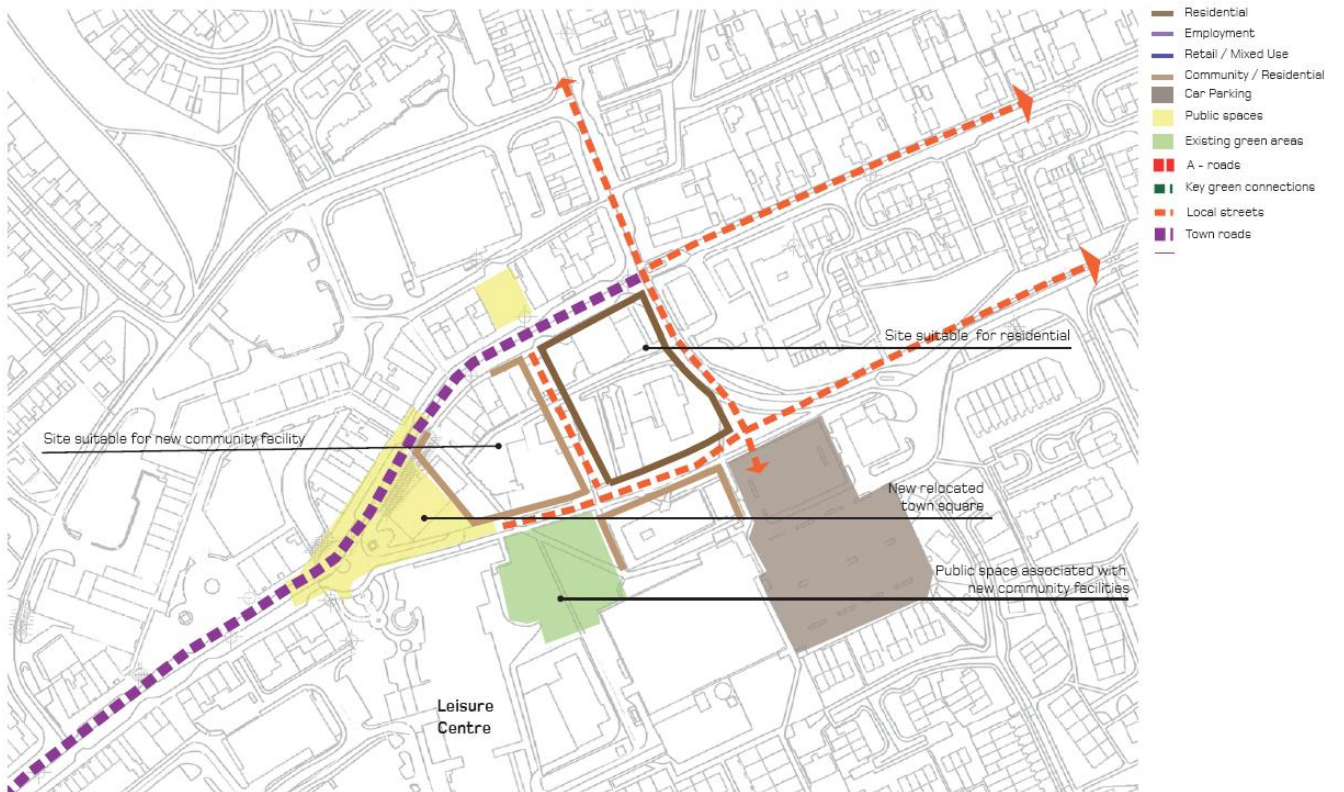 Residential
Employment
Retail / Mixed Use
Community / Residential
Car Parking
Public spaces
Existing green areas
A - roads
Key green connections
Local streets
Town roads
Site suitable for residential
Site suitable for new community facility
New relocated
town square
Public space associated with
new community facilities
Leisure
Centre